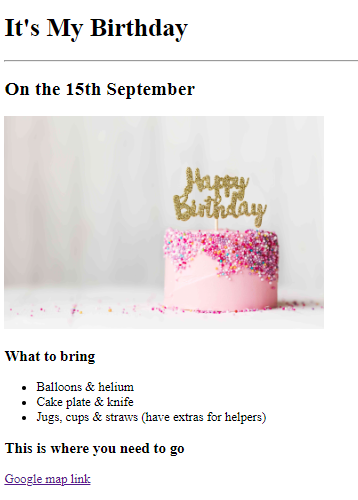 It's My Birthday
On the 15th September
Happy
Birthday
What to bring
Balloons & helium
Cake plate & knife
Jugs, cups & straws (have extras for helpers)
This is where you need to go
Google map link